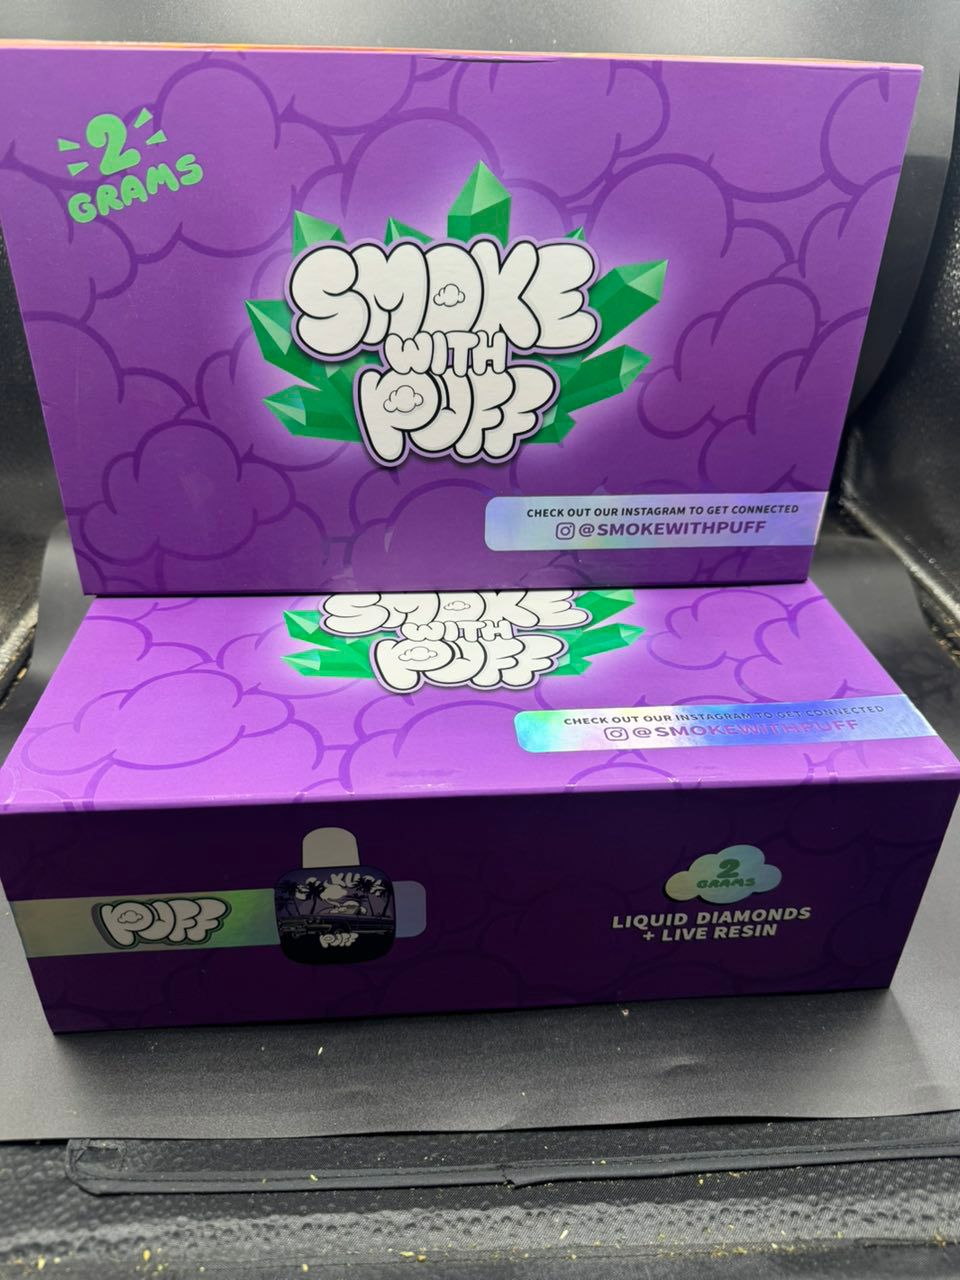 2
GRAMS
SMOKE
WITH
PUFF
CHECK OUT OUR INSTAGRAM TO GET CONNECTED
@SMOKEWITHPUFF
SMOKE
WITH
PUFF
CHECK OUT OUR INSTAGRAM TO GET CONNECTED
@SMOKEWITHPUFF
PUFF
PUFF
2
GRAMS
LIQUID DIAMONDS
+ LIVE RESIN